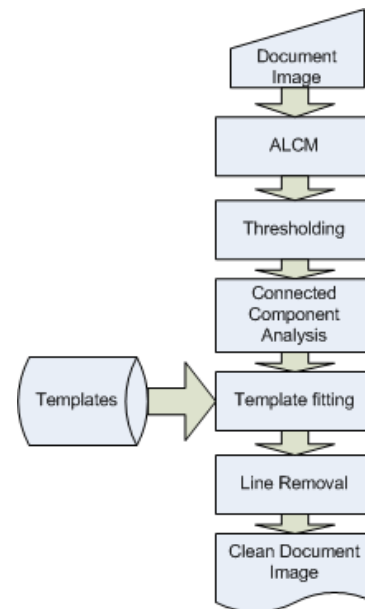 Document
Image
ALCM
Thresholding
Connected
Component
Analysis
Templates
Template fitting
Line Removal
Clean Document
Image